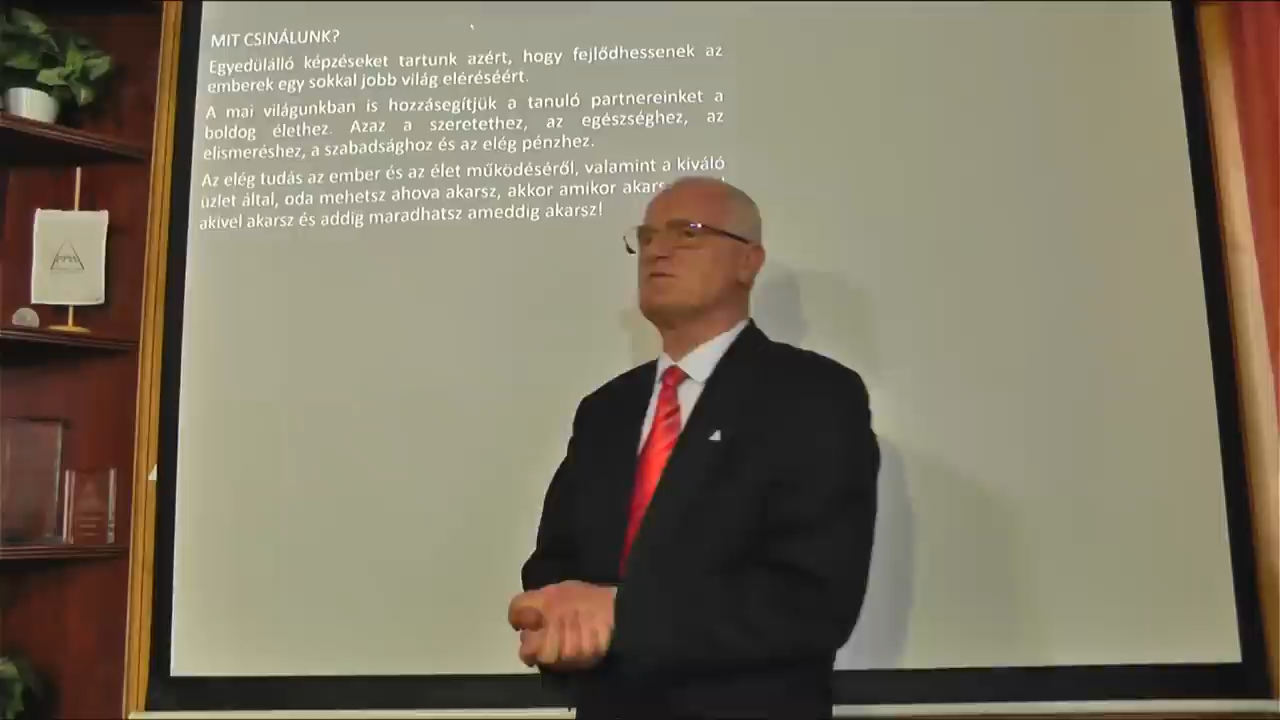 MIT CSINÁLUNK?
Egyedülálló képzéseket tartunk azért, hogy fejlődhessenek az
emberek egy sokkal jobb világ eléréséért.
A mai világunkban is hozzásegítjük a tanuló partnereinket a
boldog élethez. Azaz a szeretethez, az egészséghez, az
elismeréshez, a szabadsághoz és az elég pénzhez.
Az elég tudás az ember és az élet működéséről, valamint a kiváló
üzlet által, oda mehetsz ahova akarsz, akkor amikor
akivel akarsz és addig maradhatsz ameddig akarsz!